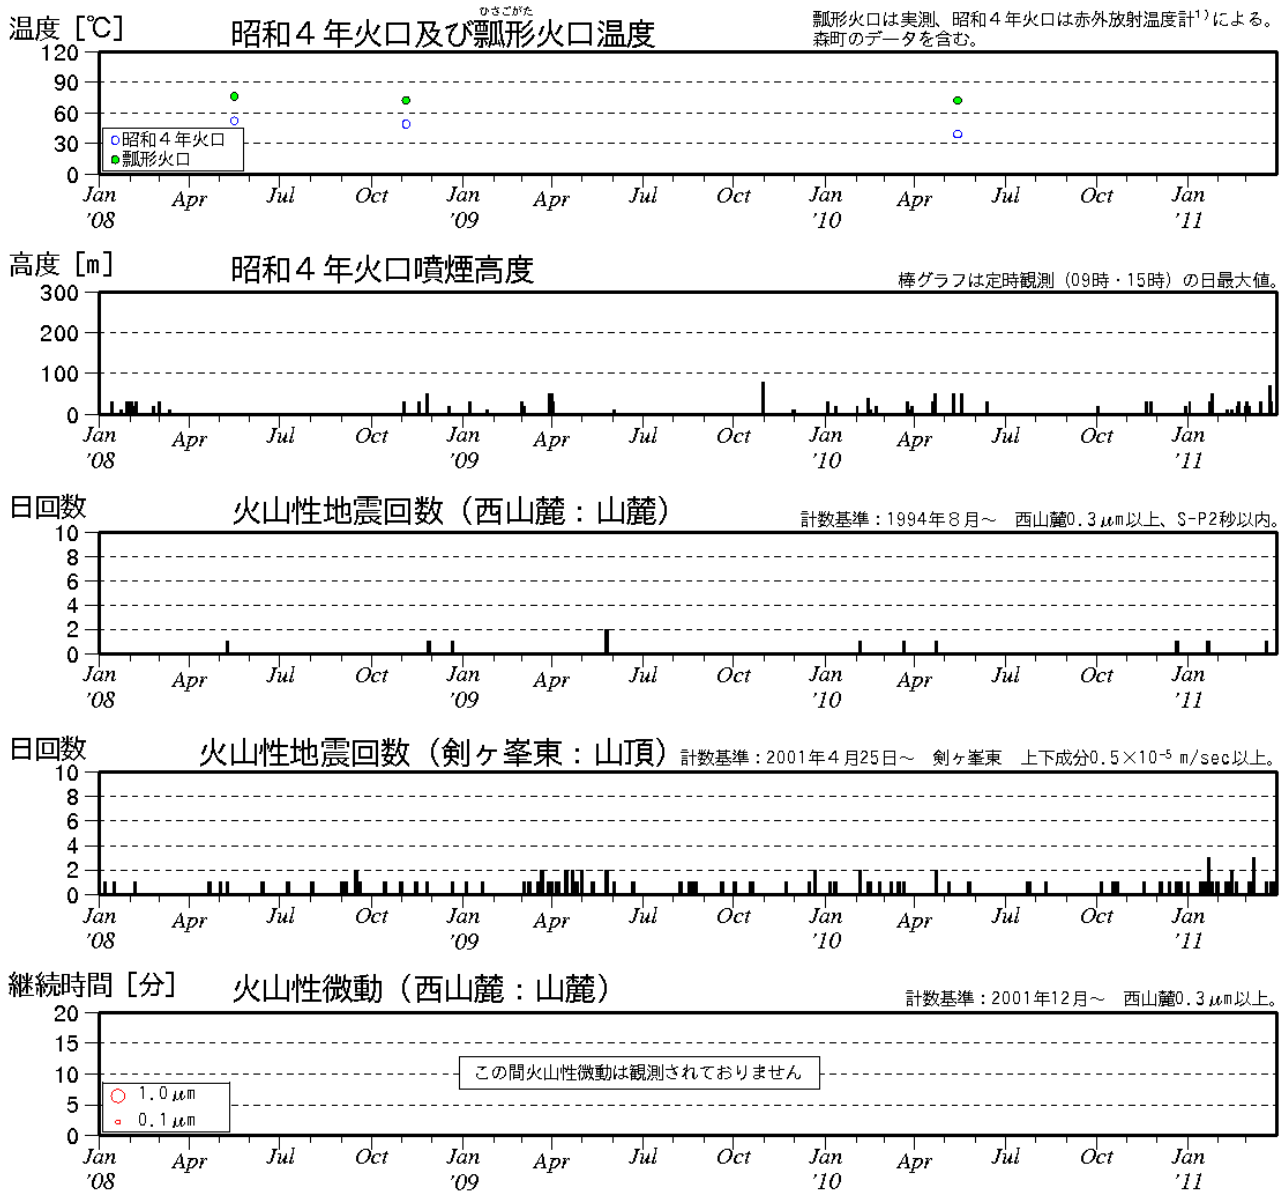 ひさごがた
温度［℃］ 昭和４年火口及び瓢形火口温度 瓢形火口は実測、昭和４年火口は赤外放射温度計¹⁾による。
森町のデータを含む。
120
90
60
30
0
昭和４年火口
瓢形火口
Jan Apr Jul Oct Jan Apr Jul Oct Jan Apr Jul Oct Jan
'08 '09 '10 '11
高度［m］ 昭和４年火口噴煙高度 棒グラフは定時観測（09時・15時）の日最大値。
300
200
100
0
Jan Apr Jul Oct Jan Apr Jul Oct Jan Apr Jul Oct Jan
'08 '09 '10 '11
日回数 火山性地震回数（西山麓：山麓） 計数基準：1994年８月～ 西山麓0.3μm以上、S-P2秒以内。
10
8
6
4
2
0
Jan Apr Jul Oct Jan Apr Jul Oct Jan Apr Jul Oct Jan
'08 '09 '10 '11
日回数 火山性地震回数（剣ヶ峯東：山頂） 計数基準：2001年４月25日～ 剣ヶ峯東 上下成分0.5×10⁻⁵ m/sec以上。
10
8
6
4
2
0
Jan Apr Jul Oct Jan Apr Jul Oct Jan Apr Jul Oct Jan
'08 '09 '10 '11
継続時間［分］ 火山性微動（西山麓：山麓） 計数基準：2001年12月～ 西山麓0.3μm以上。
20
15
10
5
0
この間火山性微動は観測されておりません
1.0μm
0.1μm
Jan Apr Jul Oct Jan Apr Jul Oct Jan Apr Jul Oct Jan
'08 '09 '10 '11